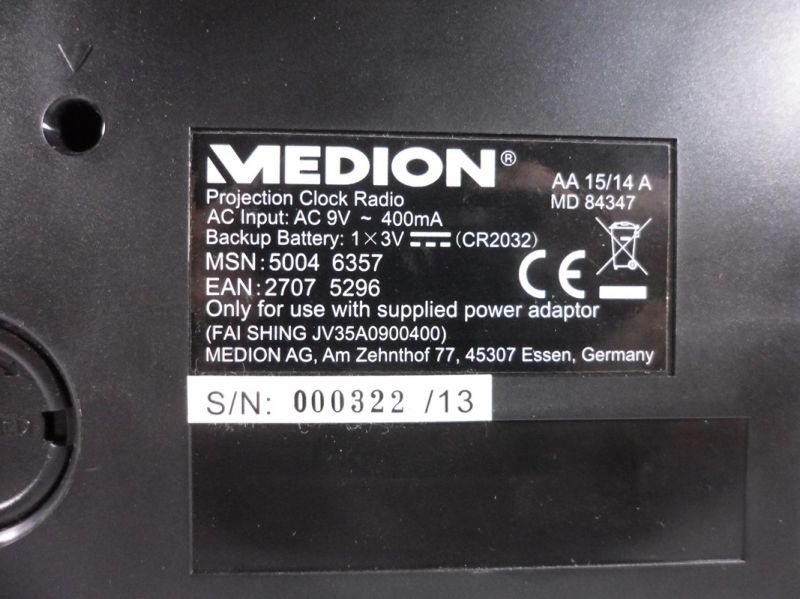 MEDION®
AA 15/14 A
Projection Clock Radio
MD 84347
AC Input: AC 9V ~ 400mA
Backup Battery: 1×3V ⎓ (CR2032)
MSN: 5004 6357
CE
EAN: 2707 5296
Only for use with supplied power adaptor
(FAI SHING JV35A0900400)
MEDION AG, Am Zehnthof 77, 45307 Essen, Germany
S/N: 000322 /13